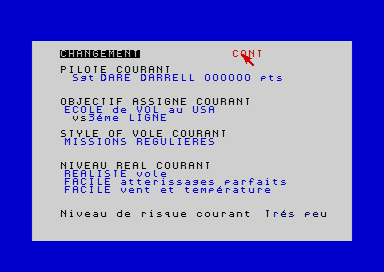 CHANGEMENT CONT
PILOTE COURANT
Sgt DARE DARRELL 000000 pts
OBJECTIF ASSIGNE COURANT
ECOLE de VOL au USA
vs3éme LIGNE
STYLE OF VOLE COURANT
MISSIONS REGULIERES
NIVEAU REAL COURANT
REALISTE vole
FACILE atterissages parfaits
FACILE vent et température
Niveau de risque courant Trés peu